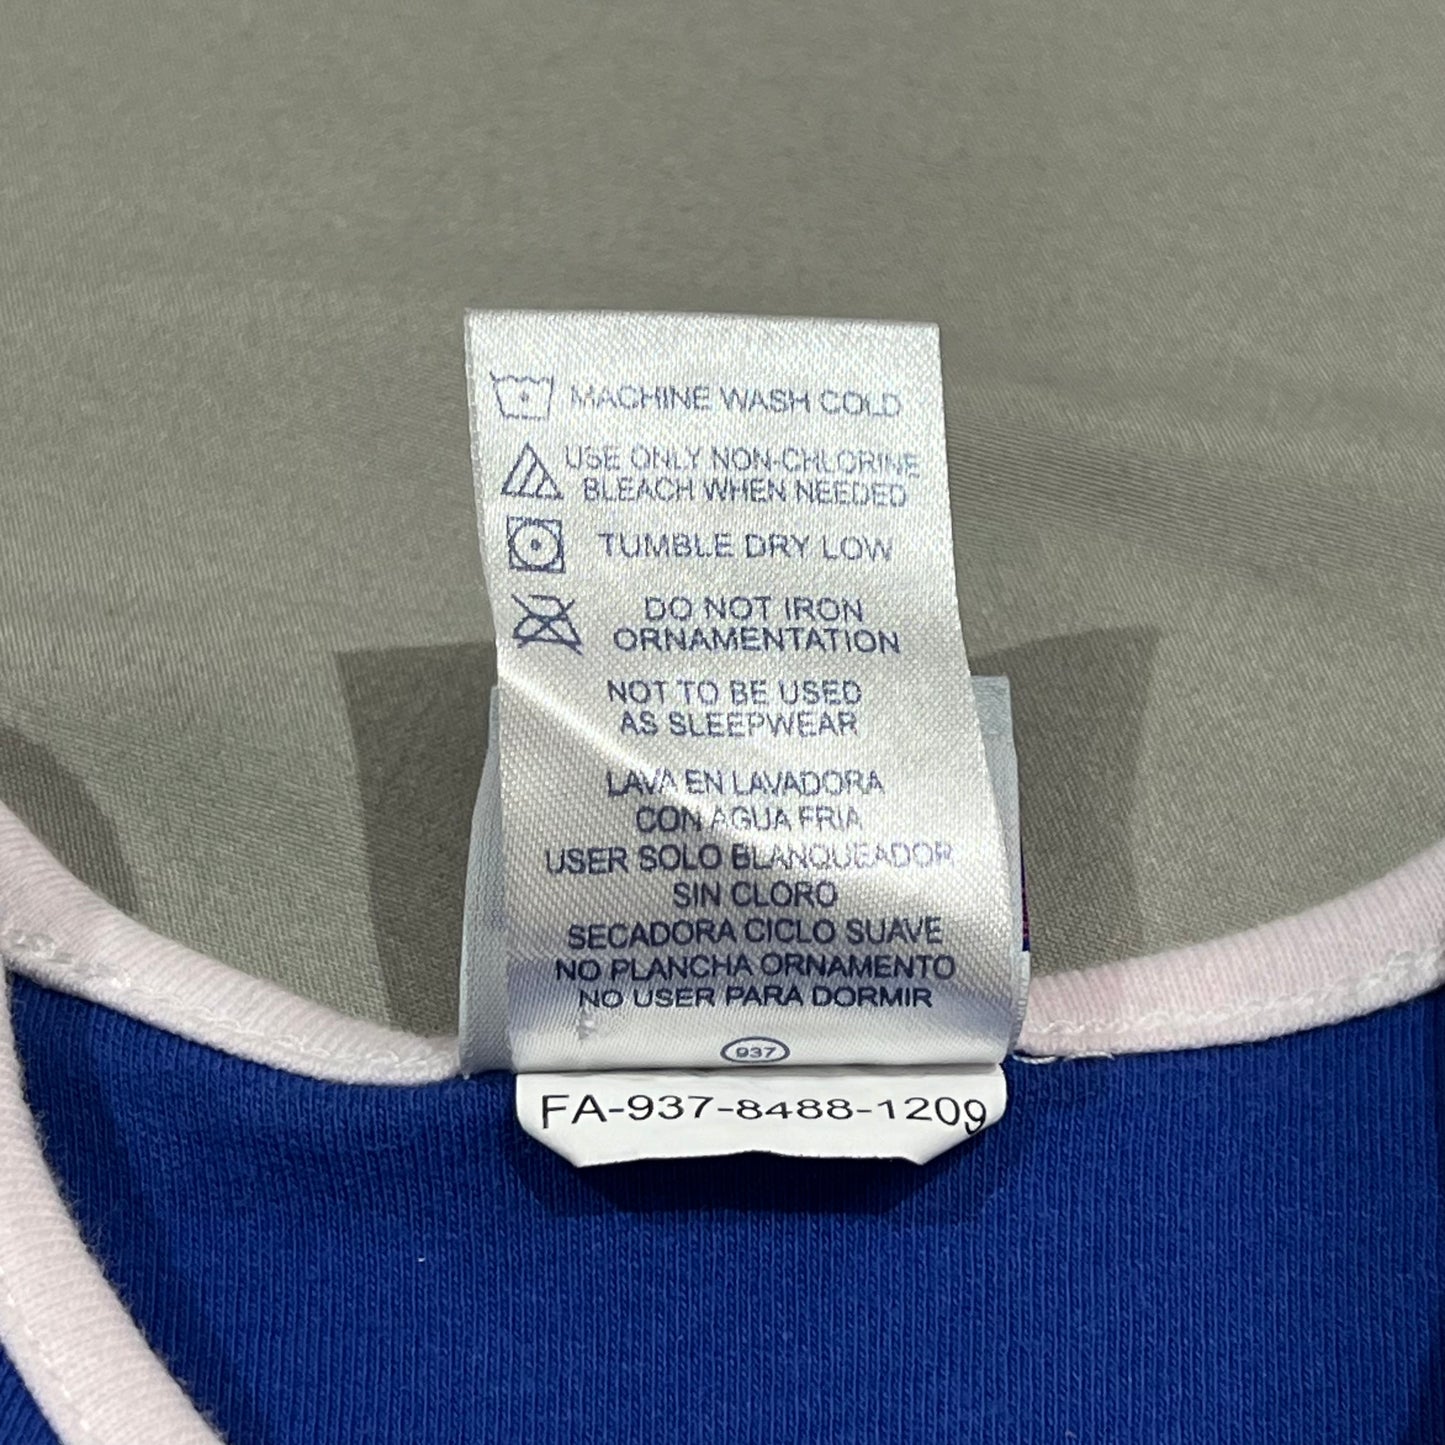 MACHINE WASH COLD
USE ONLY NON-CHLORINE
BLEACH WHEN NEEDED
TUMBLE DRY LOW
DO NOT IRON
ORNAMENTATION
NOT TO BE USED
AS SLEEPWEAR
LAVA EN LAVADORA
CON AGUA FRIA
USER SOLO BLANQUEADOR
SIN CLORO
SECADORA CICLO SUAVE
NO PLANCHA ORNAMENTO
NO USER PARA DORMIR
937
FA-937-8488-1209